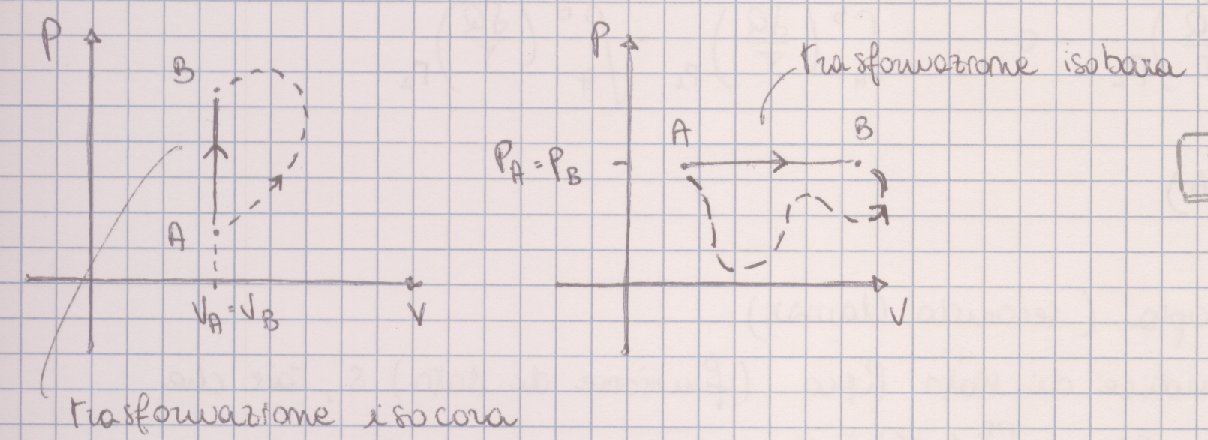 P
B
A
V_A = V_B
V
trasformazione isocora
P
trasformazione isobara
A
B
P_A = P_B
V